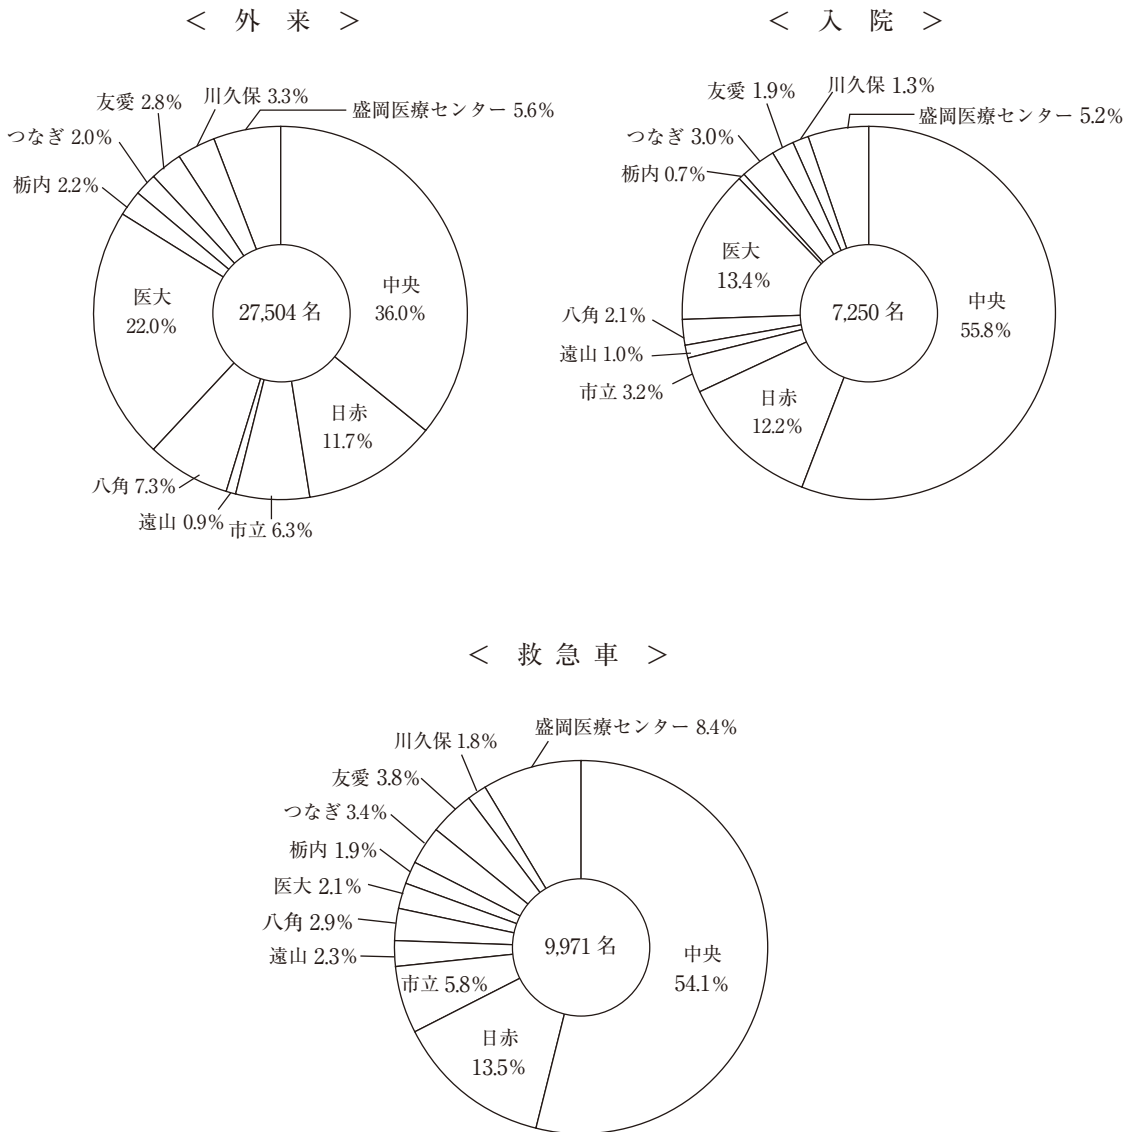 ＜ 外 来 ＞
川久保 3.3%
友愛 2.8%
盛岡医療センター 5.6%
つなぎ 2.0%
栃内 2.2%
医大
22.0%
27,504 名
中央
36.0%
日赤
11.7%
八角 7.3%
遠山 0.9%
市立 6.3%
＜ 入 院 ＞
川久保 1.3%
友愛 1.9%
盛岡医療センター 5.2%
つなぎ 3.0%
栃内 0.7%
医大
13.4%
7,250 名
中央
55.8%
八角 2.1%
遠山 1.0%
市立 3.2%
日赤
12.2%
＜ 救 急 車 ＞
盛岡医療センター 8.4%
川久保 1.8%
友愛 3.8%
つなぎ 3.4%
栃内 1.9%
医大 2.1%
八角 2.9%
遠山 2.3%
市立 5.8%
9,971 名
中央
54.1%
日赤
13.5%